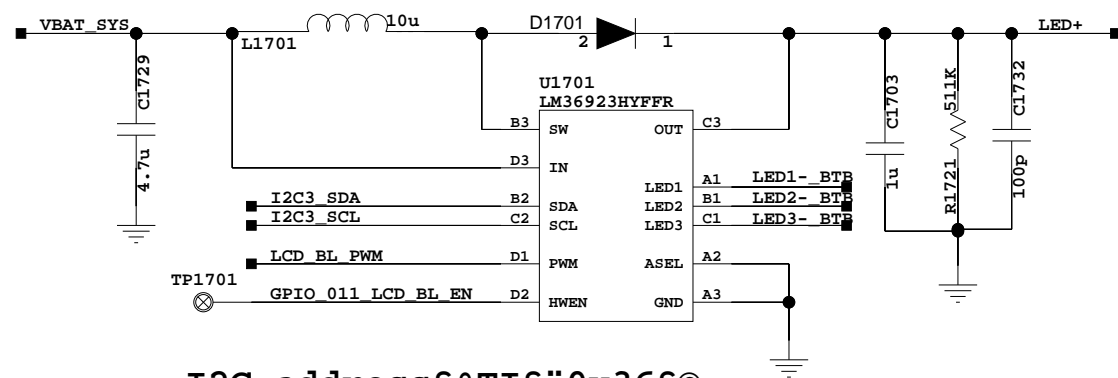 VBAT_SYS
L1701
10u
D1701
2
1
LED+
C1729
4.7u
U1701
LM36923HYFFR
B3 SW
OUT C3
D3 IN
LED1 A1 LED1-_BTB
I2C3_SDA B2 SDA
LED2 B1 LED2-_BTB
I2C3_SCL C2 SCL
LED3 C1 LED3-_BTB
LCD_BL_PWM D1 PWM
ASEL A2
TP1701
GPIO_011_LCD_BL_EN D2 HWEN
GND A3
C1703
1u
511K
R1721
C1732
100p